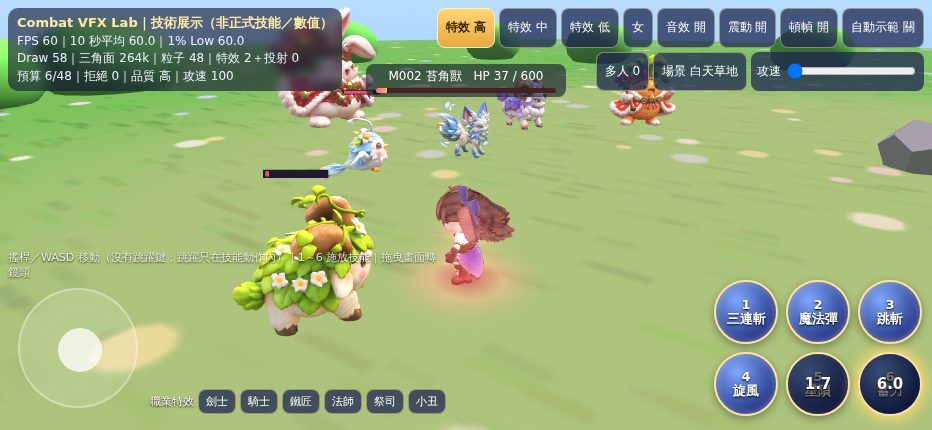 Combat VFX Lab｜技術展示（非正式技能／數值）
FPS 60｜10 秒平均 60.0｜1% Low 60.0
Draw 58｜三角面 264k｜粒子 48｜特效 2＋投射 0
預算 6/48｜拒絕 0｜品質 高｜攻速 100
特效 高
特效 中
特效 低
女
音效 開
震動 開
頓幀 開
自動示範 關
多人 0
場景 白天草地
攻速
M002 苔角獸 HP 37 / 600
搖桿／WASD 移動（沒有跳躍鍵；跳躍只在技能動作內）｜1～6 施放技能｜拖曳畫面轉
鏡頭
1
三連斬
2
魔法彈
3
跳斬
4
旋風
1.7
6.0
職業特效
劍士
騎士
鐵匠
法師
祭司
小丑